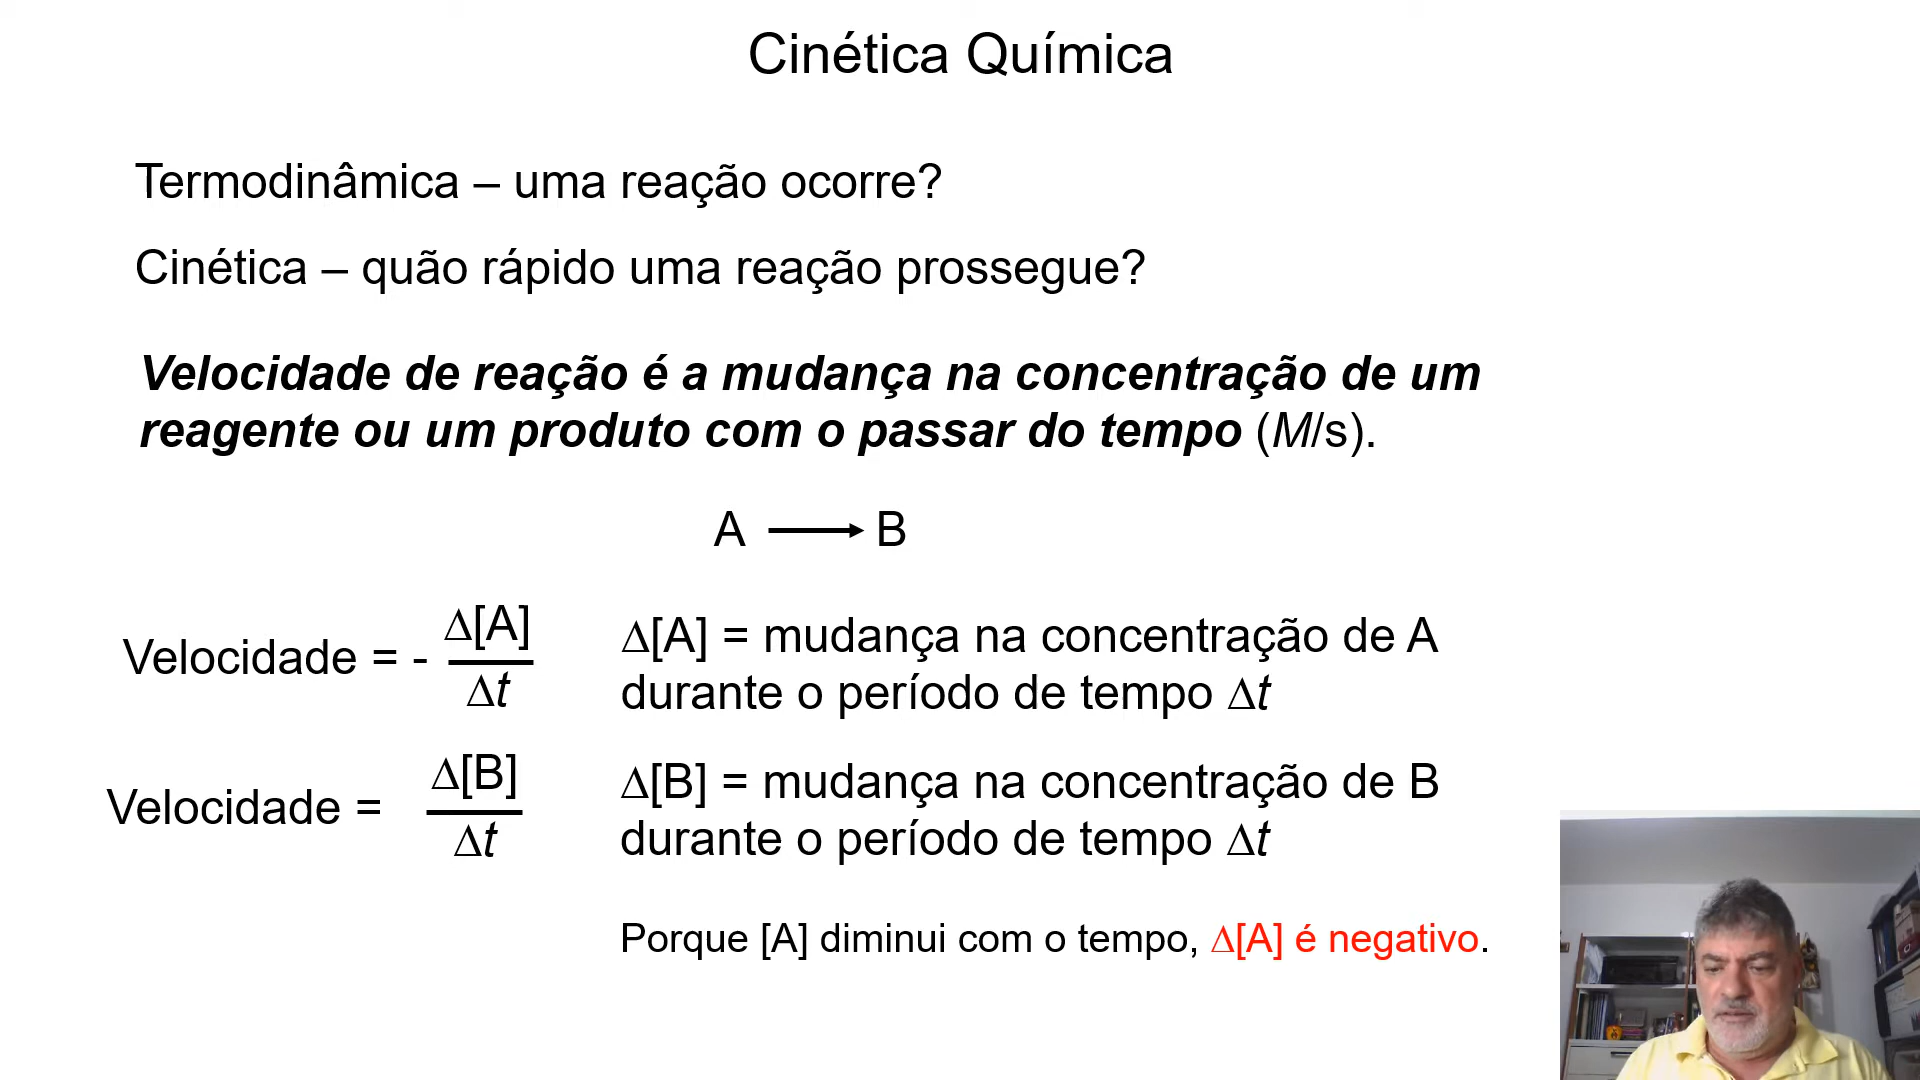 Cinética Química
Termodinâmica – uma reação ocorre?
Cinética – quão rápido uma reação prossegue?
Velocidade de reação é a mudança na concentração de um
reagente ou um produto com o passar do tempo (M/s).
A ⟶ B
Velocidade = - Δ[A] / Δt
Δ[A] = mudança na concentração de A
durante o período de tempo Δt
Velocidade = Δ[B] / Δt
Δ[B] = mudança na concentração de B
durante o período de tempo Δt
Porque [A] diminui com o tempo, Δ[A] é negativo.